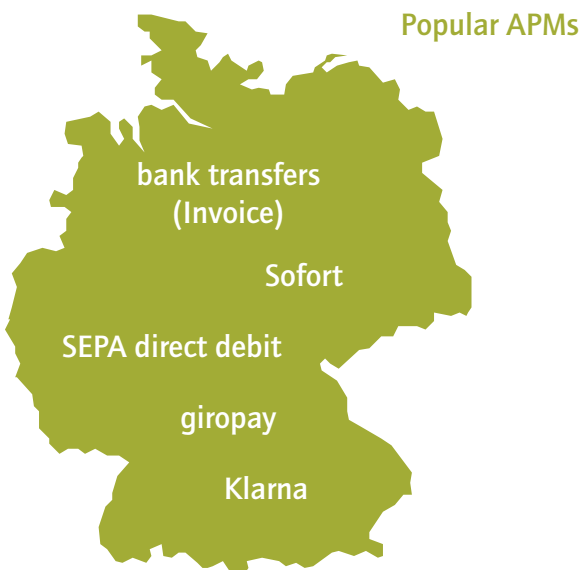 Popular APMs
bank transfers
(Invoice)
Sofort
SEPA direct debit
giropay
Klarna